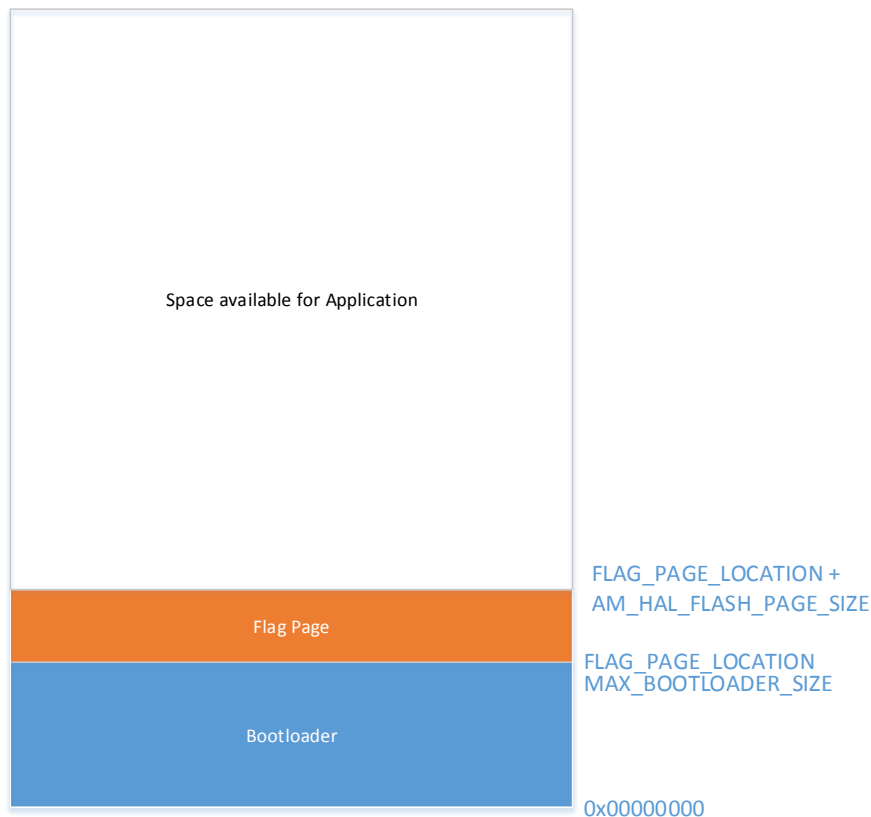 Space available for Application
FLAG_PAGE_LOCATION +
AM_HAL_FLASH_PAGE_SIZE
Flag Page
FLAG_PAGE_LOCATION
MAX_BOOTLOADER_SIZE
Bootloader
0x00000000